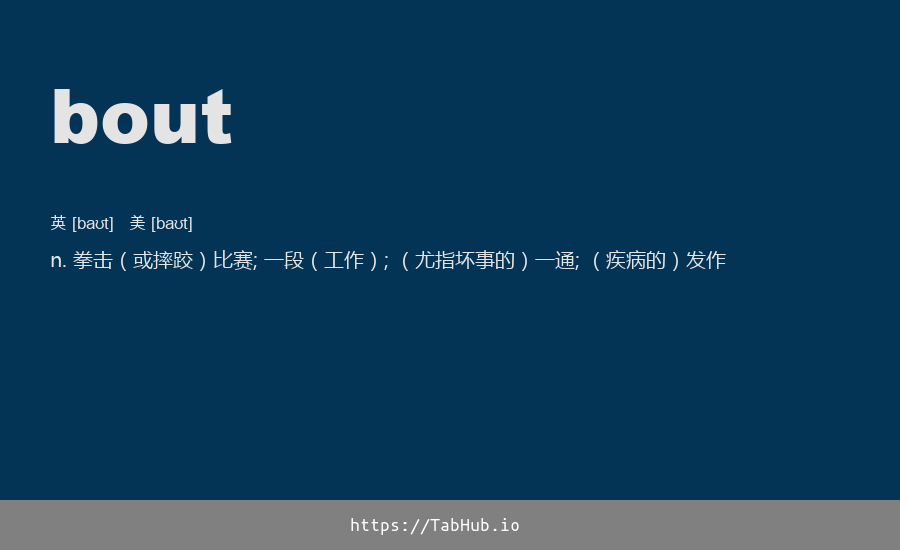 bout
英 [baʊt] 美 [baʊt]
n. 拳击（或摔跤）比赛; 一段（工作）; （尤指坏事的）一通; （疾病的）发作
https://TabHub.io